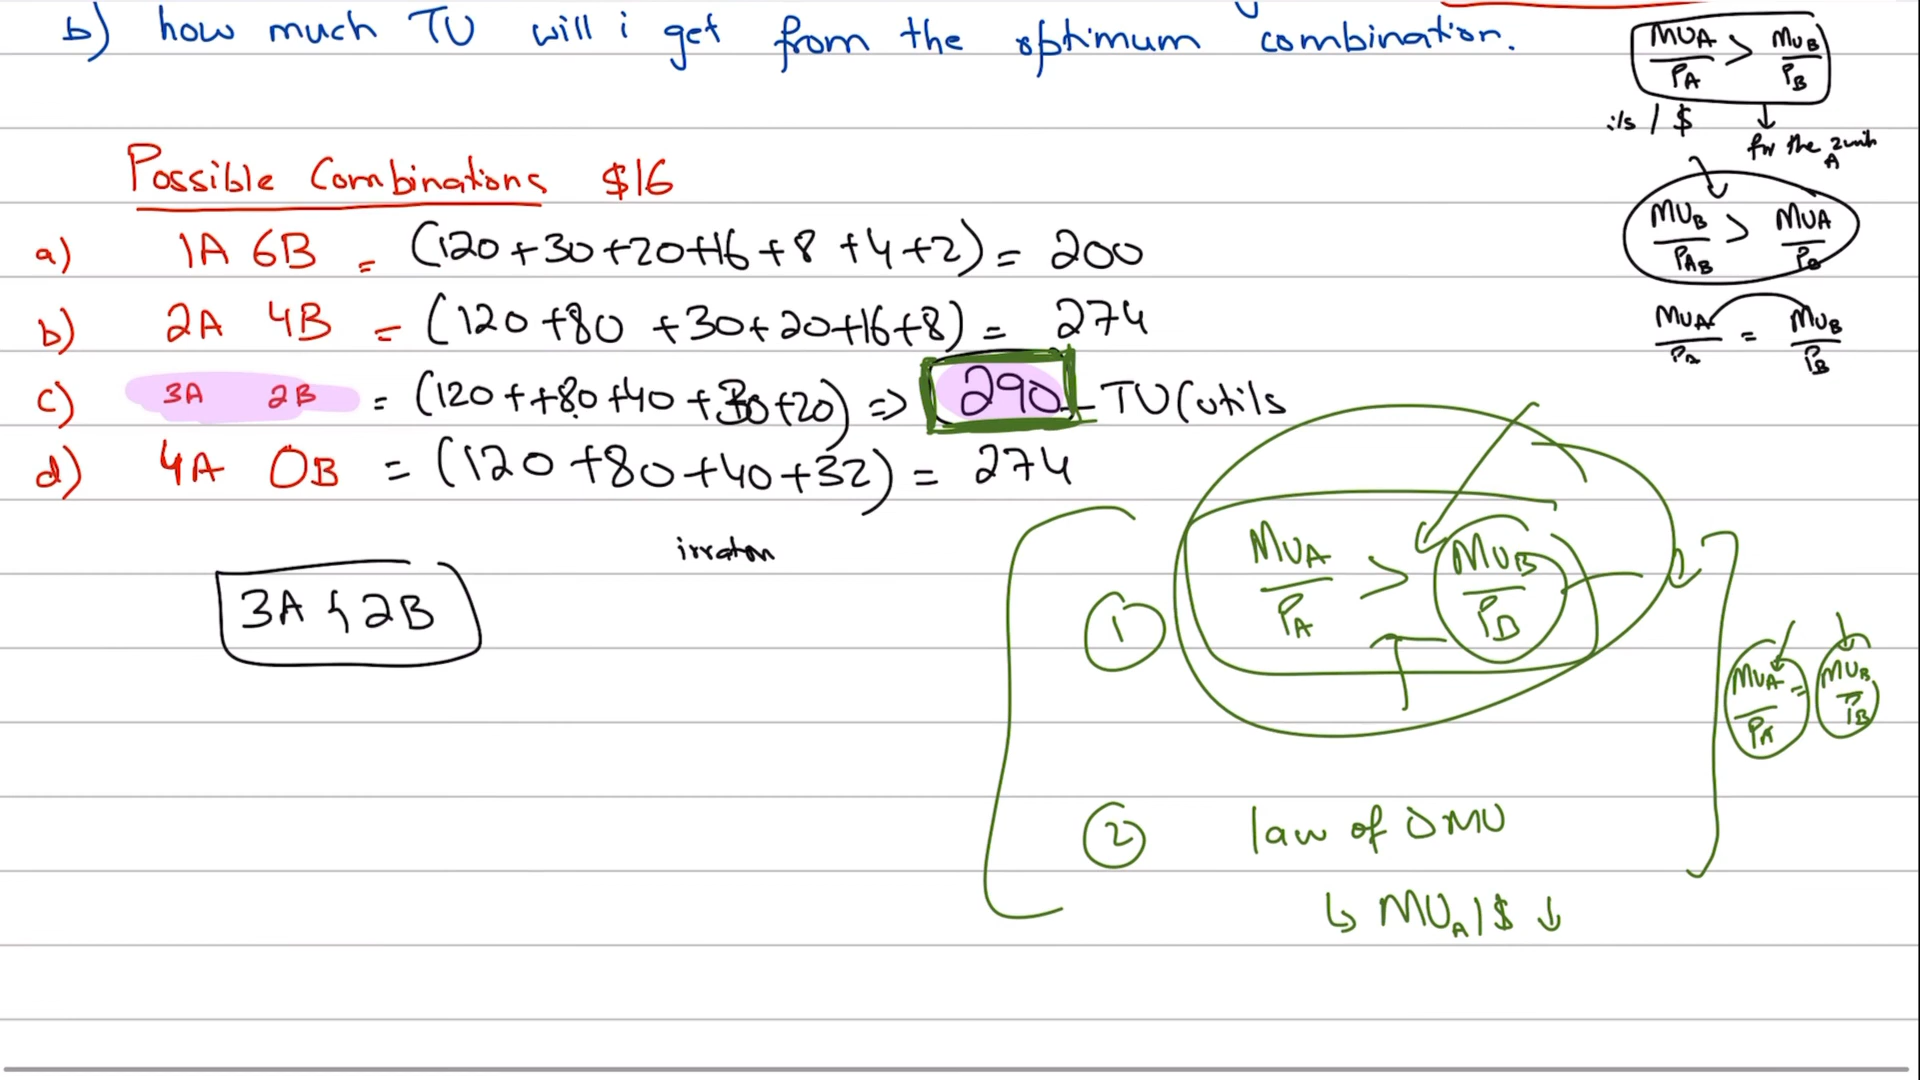 b) how much TU will i get from the optimum combination.
MUA/PA > MUB/PB
/ $
for the 2 unit A
MUB/PAB > MUA/PB
MUA/PA = MUB/PB
Possible Combinations $16
a) 1A 6B = (120+30+20+16+8+4+2) = 200
b) 2A 4B = (120+80+30+20+16+8) = 274
c) 3A 2B = (120++80+40+30+20) => 290 - TU(utils
d) 4A 0B = (120+80+40+32) = 274
3A & 2B
① MUA/PA > MUB/PB
MUA/PA = MUB/PB
② law of DMU
↳ MUA/$ ↓